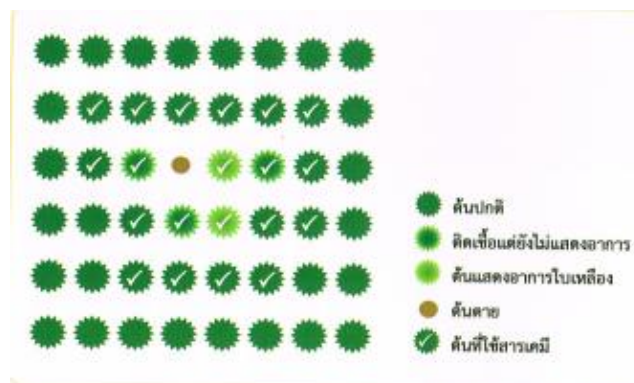 ต้นปกติ
ติดเชื้อแต่ยังไม่แสดงอาการ
ต้นแสดงอาการใบเหลือง
ต้นตาย
ต้นที่ใช้สารเคมี